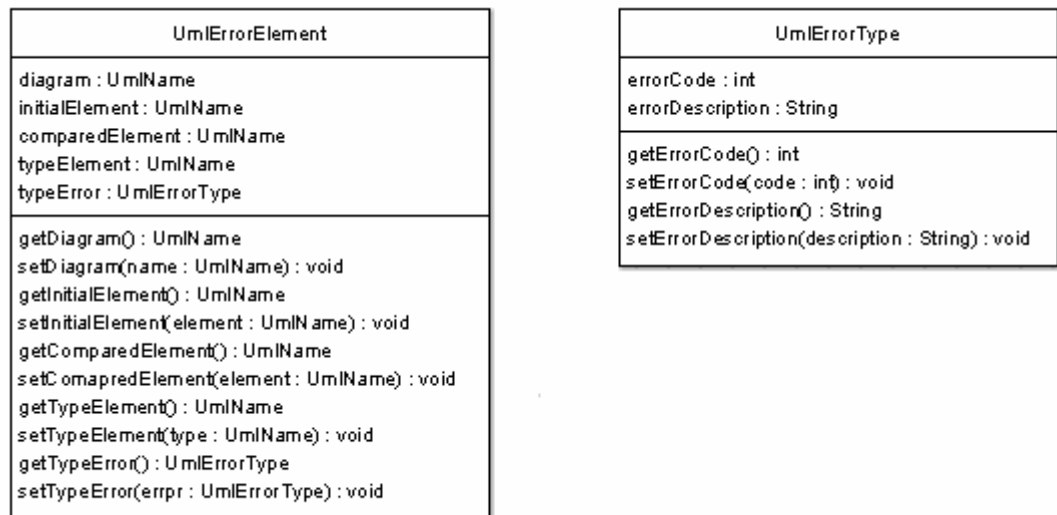 UmlErrorElement
diagram : UmlName
initialElement : UmlName
comparedElement : UmlName
typeElement : UmlName
typeError : UmlErrorType
getDiagram() : UmlName
setDiagram(name : UmlName) : void
getInitialElement() : UmlName
setInitialElement(element : UmlName) : void
getComparedElement() : UmlName
setComapredElement(element : UmlName) : void
getTypeElement() : UmlName
setTypeElement(type : UmlName) : void
getTypeError() : UmlErrorType
setTypeError(errpr : UmlErrorType) : void
UmlErrorType
errorCode : int
errorDescription : String
getErrorCode() : int
setErrorCode(code : int) : void
getErrorDescription() : String
setErrorDescription(description : String) : void